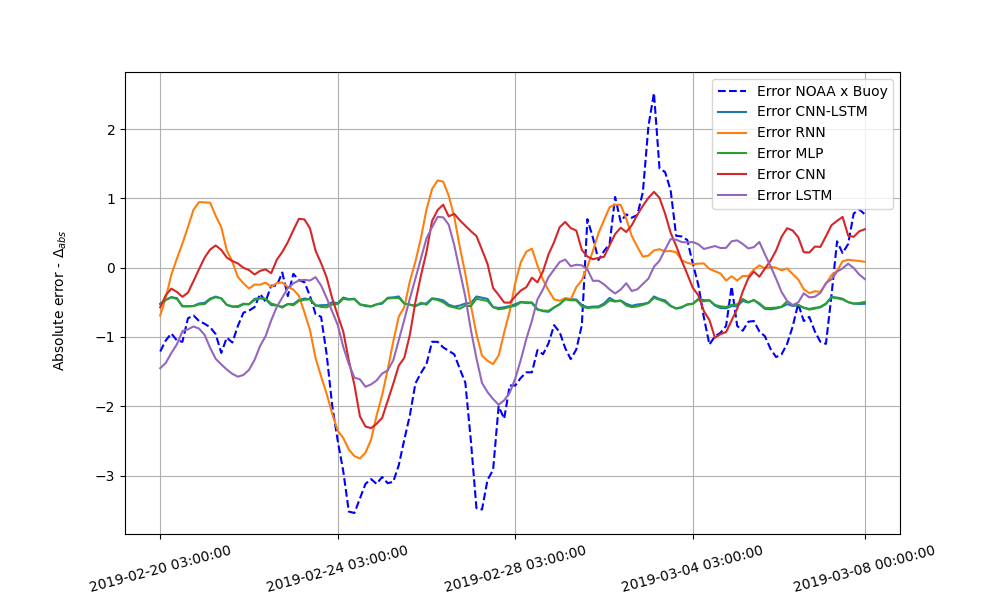 Absolute error - Δabs
2
1
0
−1
−2
−3
Error NOAA x Buoy
Error CNN-LSTM
Error RNN
Error MLP
Error CNN
Error LSTM
2019-02-20 03:00:00
2019-02-24 03:00:00
2019-02-28 03:00:00
2019-03-04 03:00:00
2019-03-08 00:00:00